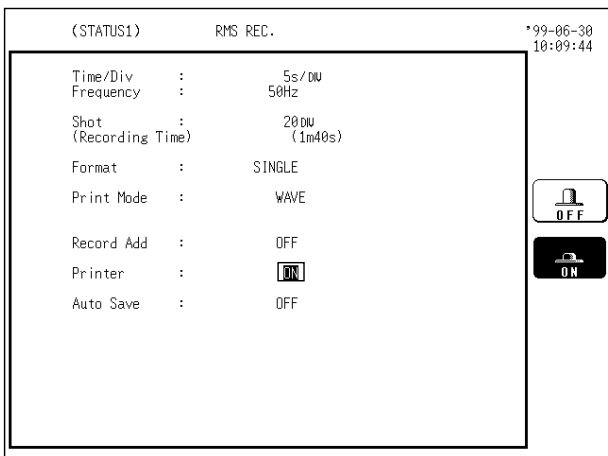 (STATUS1) RMS REC. '99-06-30
10:09:44
Time/Div : 5s/DIV
Frequency : 50Hz
Shot : 20DIV
(Recording Time) (1m40s)
Format : SINGLE
Print Mode : WAVE
OFF
Record Add : OFF
Printer : ON
ON
Auto Save : OFF